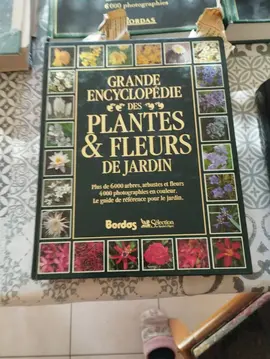 4000 photographies
BORDAS
GRANDE
ENCYCLOPÉDIE
DES
PLANTES
& FLEURS
DE JARDIN
Plus de 6000 arbres, arbustes et fleurs
4000 photographies en couleur.
Le guide de référence pour le jardin.
Bordas
Sélection